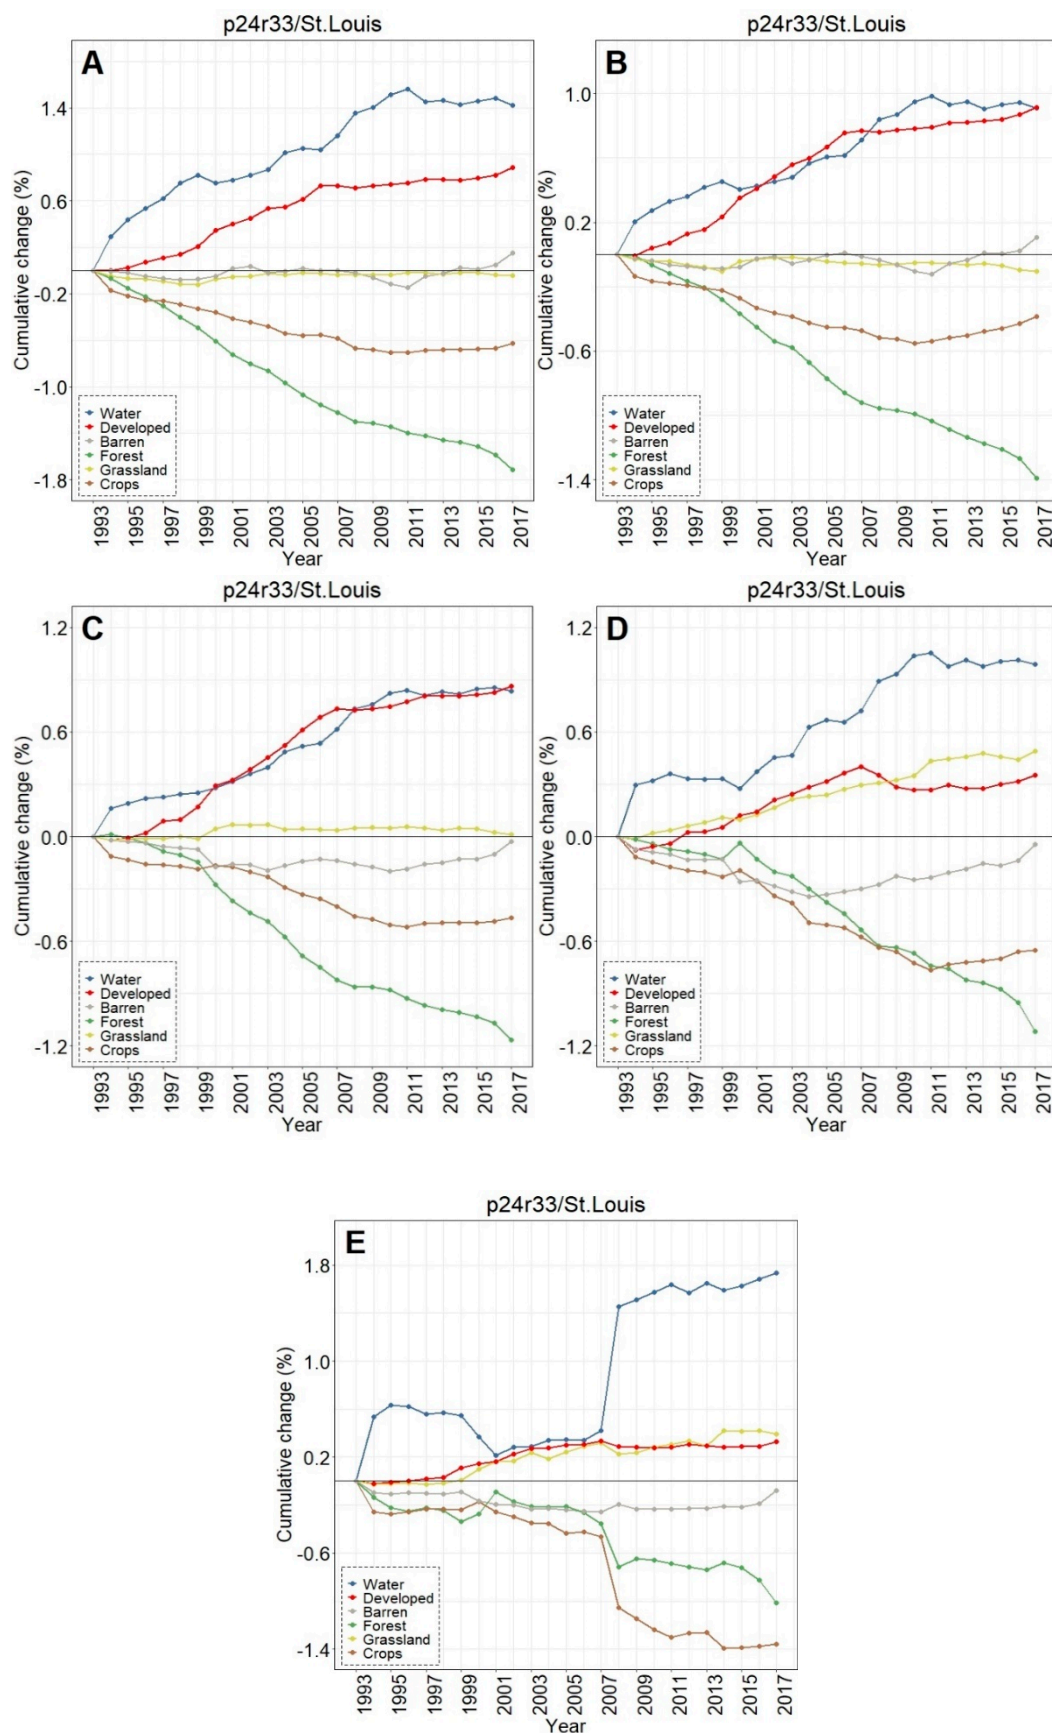 p24r33/St.Louis
A
Cumulative change (%)
1.4
0.6
-0.2
-1.0
-1.8
Water
Developed
Barren
Forest
Grassland
Crops
1993 1995 1997 1999 2001 2003 2005 2007 2009 2011 2013 2015 2017
Year
p24r33/St.Louis
B
Cumulative change (%)
1.0
0.2
-0.6
-1.4
Water
Developed
Barren
Forest
Grassland
Crops
1993 1995 1997 1999 2001 2003 2005 2007 2009 2011 2013 2015 2017
Year
p24r33/St.Louis
C
Cumulative change (%)
1.2
0.6
0.0
-0.6
-1.2
Water
Developed
Barren
Forest
Grassland
Crops
1993 1995 1997 1999 2001 2003 2005 2007 2009 2011 2013 2015 2017
Year
p24r33/St.Louis
D
Cumulative change (%)
1.2
0.6
0.0
-0.6
-1.2
Water
Developed
Barren
Forest
Grassland
Crops
1993 1995 1997 1999 2001 2003 2005 2007 2009 2011 2013 2015 2017
Year
p24r33/St.Louis
E
Cumulative change (%)
1.8
1.0
0.2
-0.6
-1.4
Water
Developed
Barren
Forest
Grassland
Crops
1993 1995 1997 1999 2001 2003 2005 2007 2009 2011 2013 2015 2017
Year